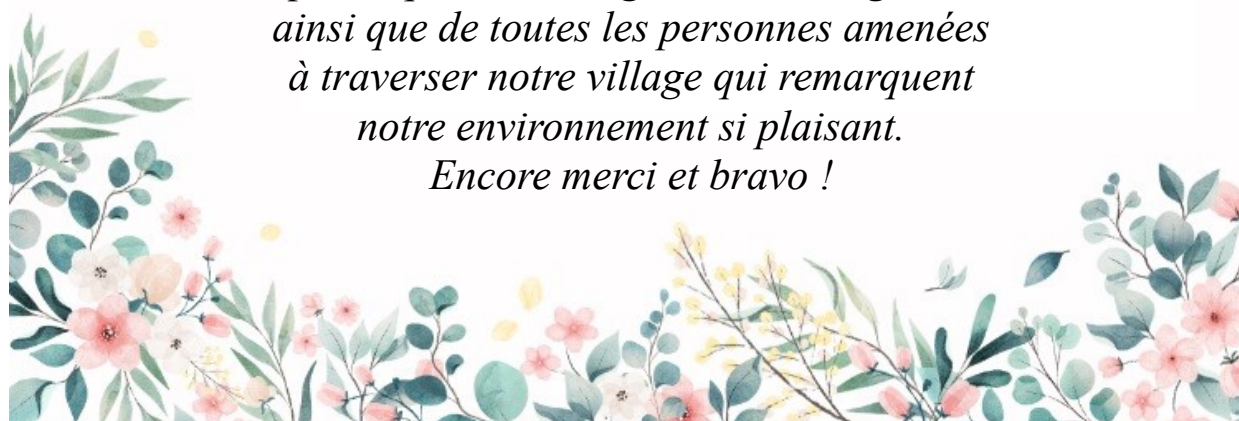 ainsi que de toutes les personnes amenées
à traverser notre village qui remarquent
notre environnement si plaisant.
Encore merci et bravo !